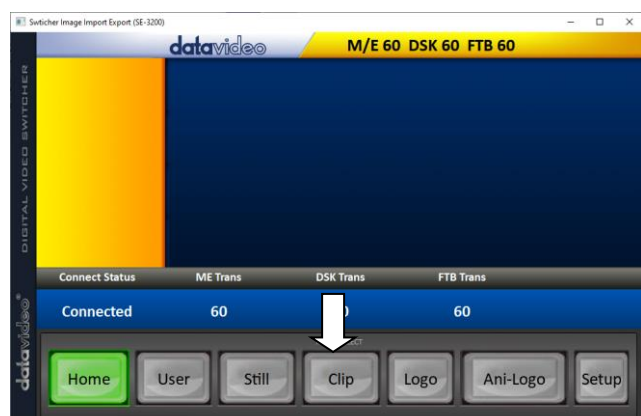 Swticher Image Import Export (SE-3200)
datavideo
M/E 60 DSK 60 FTB 60
DIGITAL VIDEO SWITCHER
Connect Status ME Trans DSK Trans FTB Trans
Connected 60 60
datavideo
Home User Still Clip Logo Ani-Logo Setup